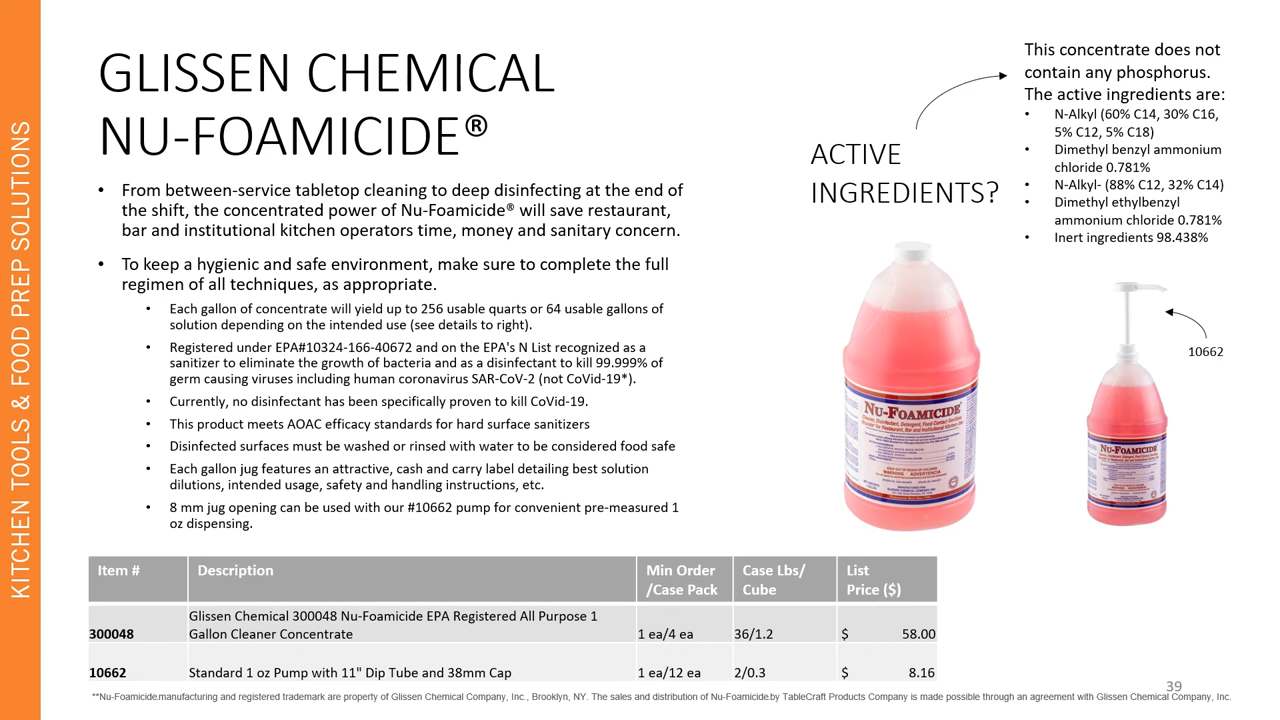 KITCHEN TOOLS & FOOD PREP SOLUTIONS
GLISSEN CHEMICAL
NU-FOAMICIDE®
• From between-service tabletop cleaning to deep disinfecting at the end of
the shift, the concentrated power of Nu-Foamicide® will save restaurant,
bar and institutional kitchen operators time, money and sanitary concern.
• To keep a hygienic and safe environment, make sure to complete the full
regimen of all techniques, as appropriate.
• Each gallon of concentrate will yield up to 256 usable quarts or 64 usable gallons of
solution depending on the intended use (see details to right).
• Registered under EPA#10324-166-40672 and on the EPA's N List recognized as a
sanitizer to eliminate the growth of bacteria and as a disinfectant to kill 99.999% of
germ causing viruses including human coronavirus SAR-CoV-2 (not CoVid-19*).
• Currently, no disinfectant has been specifically proven to kill CoVid-19.
• This product meets AOAC efficacy standards for hard surface sanitizers
• Disinfected surfaces must be washed or rinsed with water to be considered food safe
• Each gallon jug features an attractive, cash and carry label detailing best solution
dilutions, intended usage, safety and handling instructions, etc.
• 8 mm jug opening can be used with our #10662 pump for convenient pre-measured 1
oz dispensing.
ACTIVE
INGREDIENTS?
This concentrate does not
contain any phosphorus.
The active ingredients are:
• N-Alkyl (60% C14, 30% C16,
5% C12, 5% C18)
• Dimethyl benzyl ammonium
chloride 0.781%
• N-Alkyl- (88% C12, 32% C14)
• Dimethyl ethylbenzyl
ammonium chloride 0.781%
• Inert ingredients 98.438%
NU-FOAMICIDE
WARNING AVERTENCIA
10662
NU-FOAMICIDE
Item # Description Min Order /Case Pack Case Lbs/ Cube List Price ($)
300048 Glissen Chemical 300048 Nu-Foamicide EPA Registered All Purpose 1
Gallon Cleaner Concentrate 1 ea/4 ea 36/1.2 $ 58.00
10662 Standard 1 oz Pump with 11" Dip Tube and 38mm Cap 1 ea/12 ea 2/0.3 $ 8.16
39
**Nu-Foamicide.manufacturing and registered trademark are property of Glissen Chemical Company, Inc., Brooklyn, NY. The sales and distribution of Nu-Foamicide.by TableCraft Products Company is made possible through an agreement with Glissen Chemical Company, Inc.